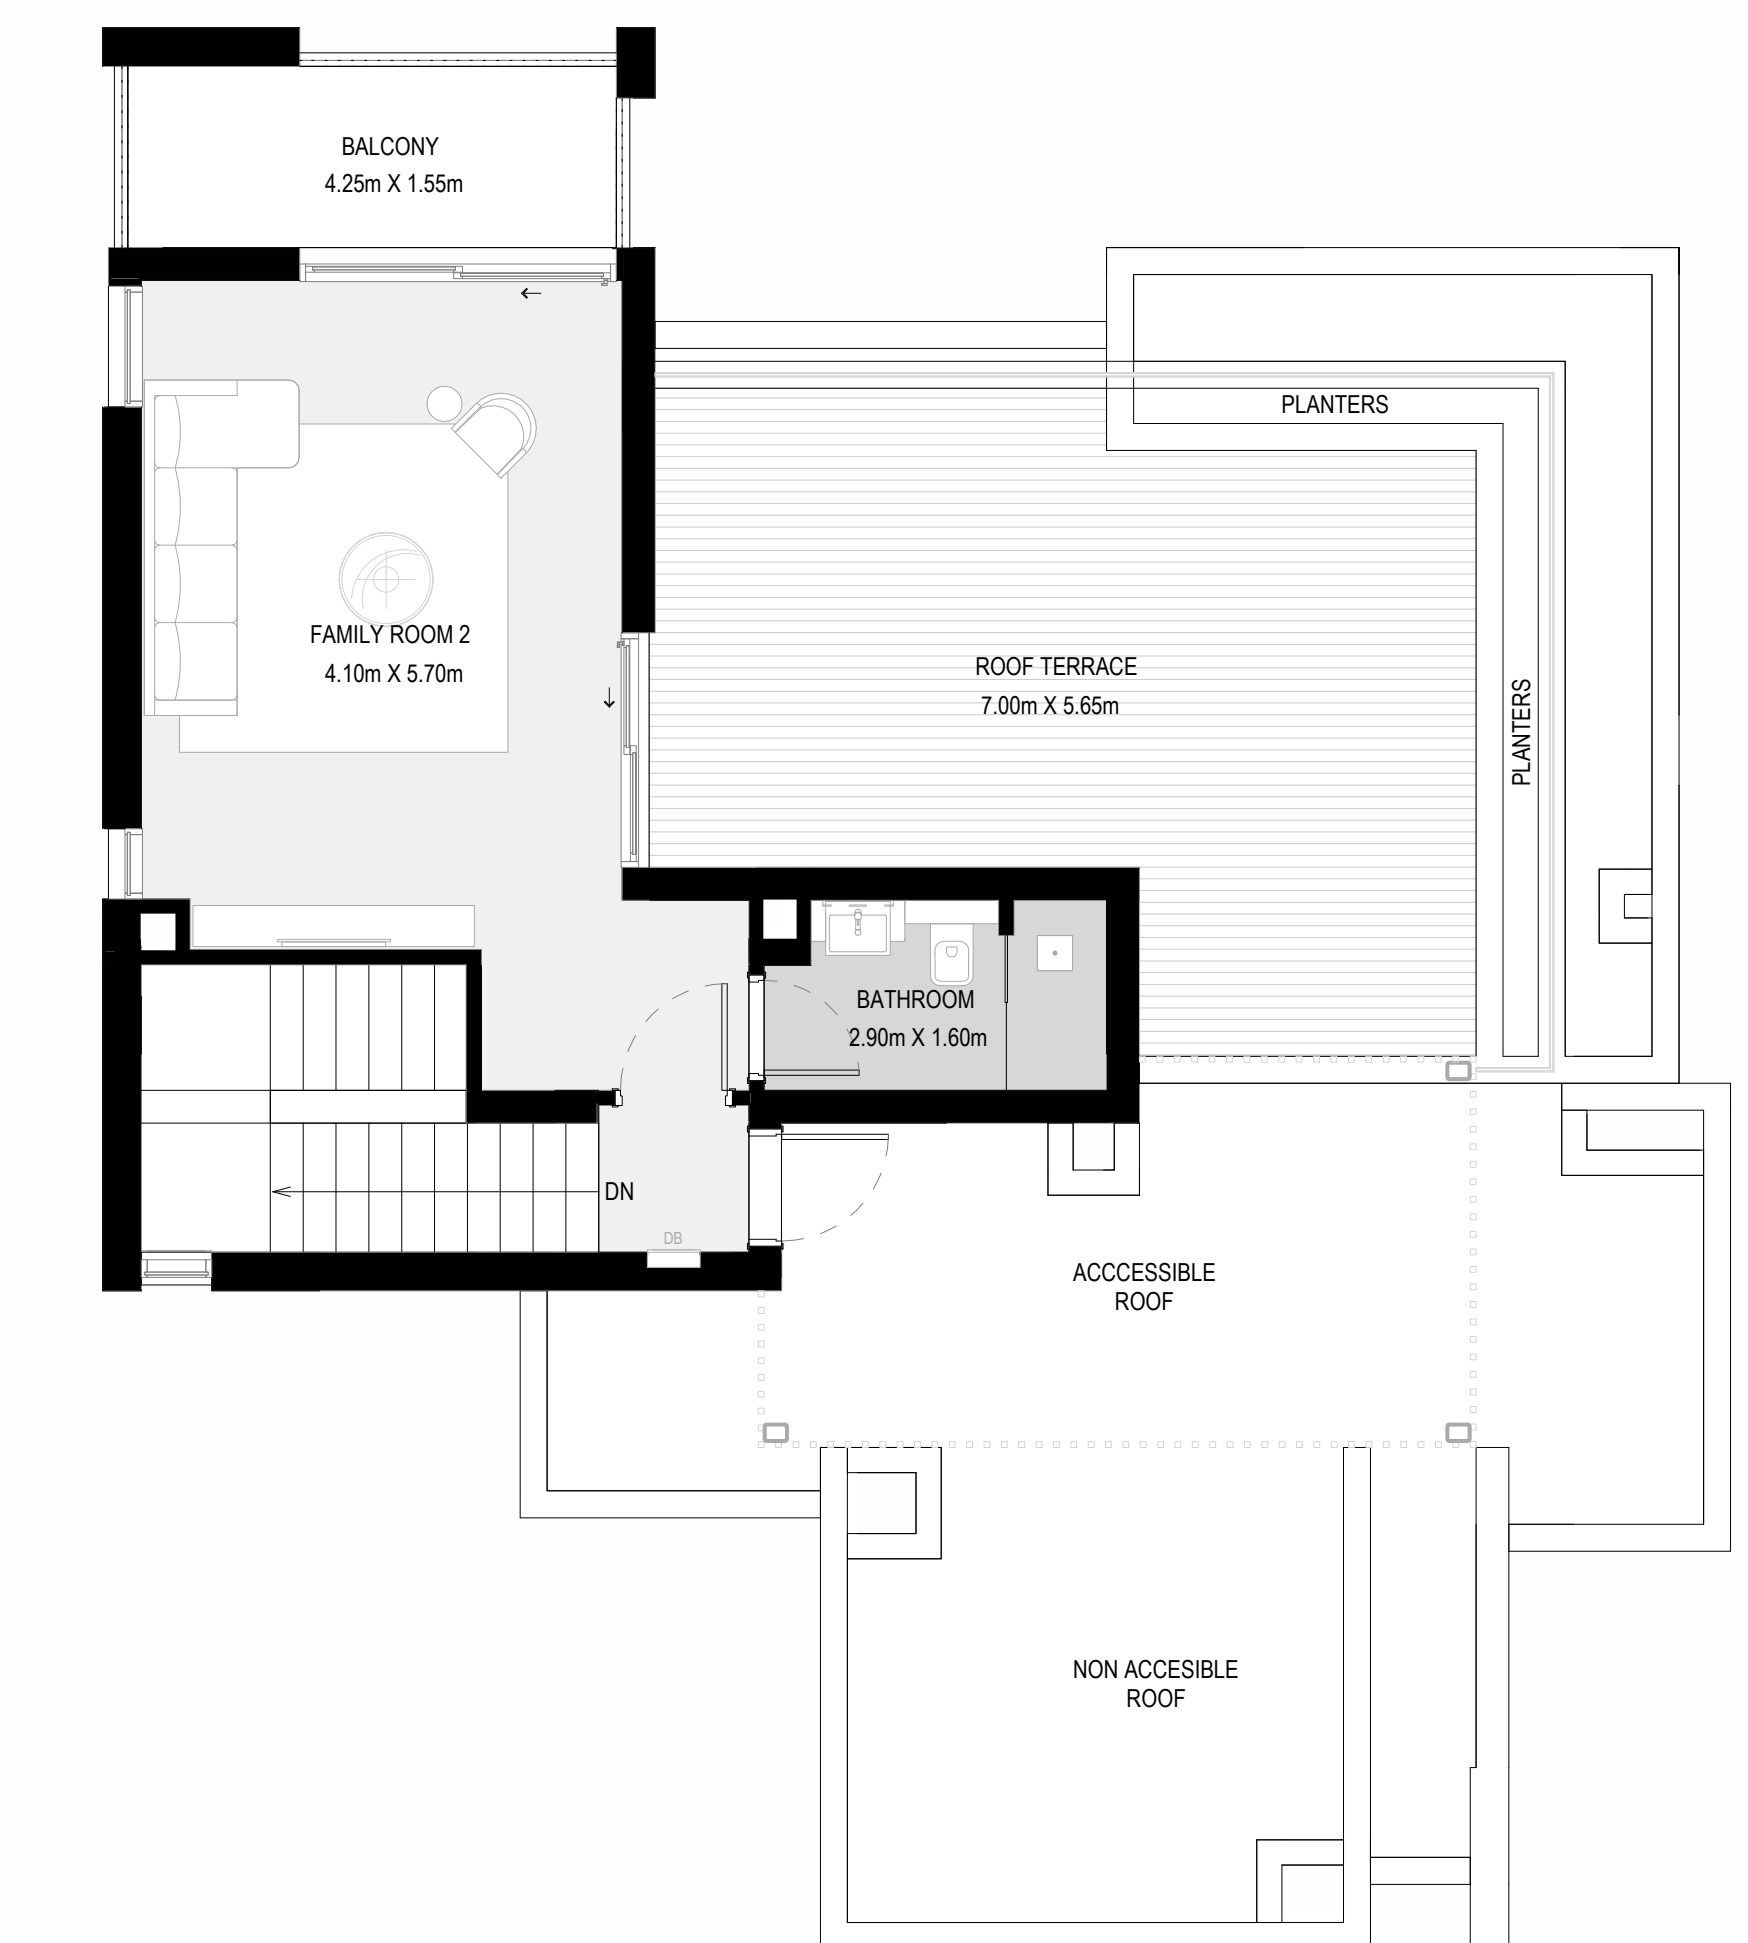 BALCONY
4.25m X 1.55m
PLANTERS
FAMILY ROOM 2
4.10m X 5.70m
ROOF TERRACE
7.00m X 5.65m
PLANTERS
BATHROOM
2.90m X 1.60m
DN
DB
ACCCESSIBLE
ROOF
NON ACCESIBLE
ROOF